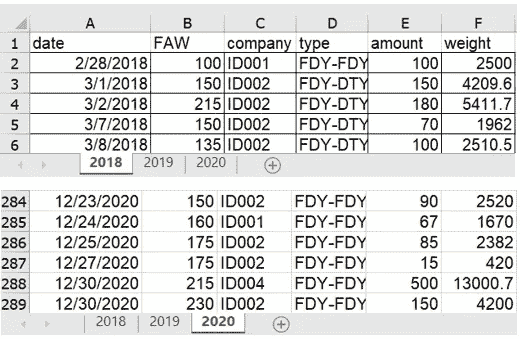 A B C D E F
1 date FAW company type amount weight
2 2/28/2018 100 ID001 FDY-FDY 100 2500
3 3/1/2018 150 ID002 FDY-DTY 150 4209.6
4 3/2/2018 215 ID002 FDY-DTY 180 5411.7
5 3/7/2018 150 ID002 FDY-DTY 70 1962
6 3/8/2018 135 ID002 FDY-DTY 100 2510.5
2018 2019 2020
284 12/23/2020 150 ID002 FDY-FDY 90 2520
285 12/24/2020 160 ID001 FDY-FDY 67 1670
286 12/25/2020 175 ID002 FDY-FDY 85 2382
287 12/27/2020 175 ID002 FDY-FDY 15 420
288 12/30/2020 215 ID004 FDY-FDY 500 13000.7
289 12/30/2020 230 ID002 FDY-FDY 150 4200
2018 2019 2020